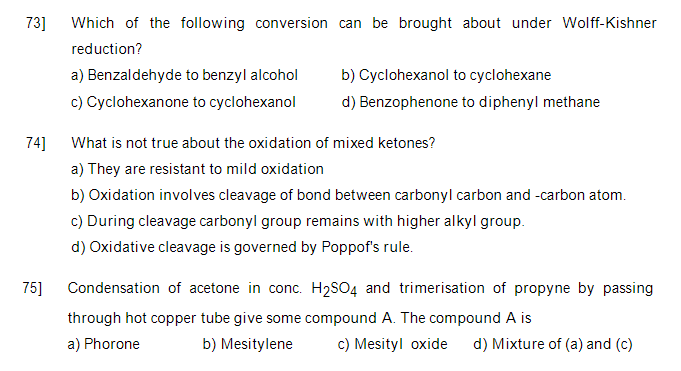 73] Which of the following conversion can be brought about under Wolff-Kishner
reduction?
a) Benzaldehyde to benzyl alcohol b) Cyclohexanol to cyclohexane
c) Cyclohexanone to cyclohexanol d) Benzophenone to diphenyl methane
74] What is not true about the oxidation of mixed ketones?
a) They are resistant to mild oxidation
b) Oxidation involves cleavage of bond between carbonyl carbon and -carbon atom.
c) During cleavage carbonyl group remains with higher alkyl group.
d) Oxidative cleavage is governed by Poppof's rule.
75] Condensation of acetone in conc. H₂SO₄ and trimerisation of propyne by passing
through hot copper tube give some compound A. The compound A is
a) Phorone b) Mesitylene c) Mesityl oxide d) Mixture of (a) and (c)